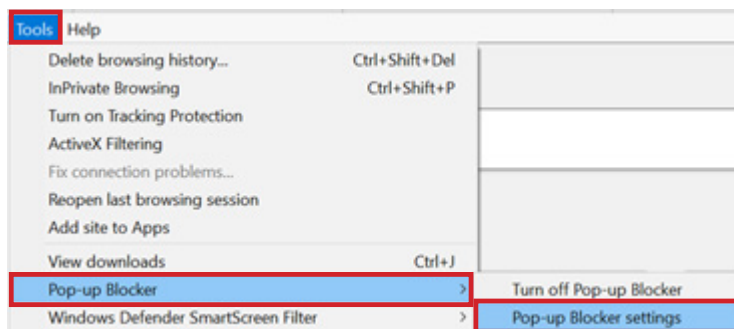 Tools Help
Delete browsing history... Ctrl+Shift+Del
InPrivate Browsing Ctrl+Shift+P
Turn on Tracking Protection
ActiveX Filtering
Fix connection problems...
Reopen last browsing session
Add site to Apps
View downloads Ctrl+J
Pop-up Blocker > Turn off Pop-up Blocker
Windows Defender SmartScreen Filter > Pop-up Blocker settings